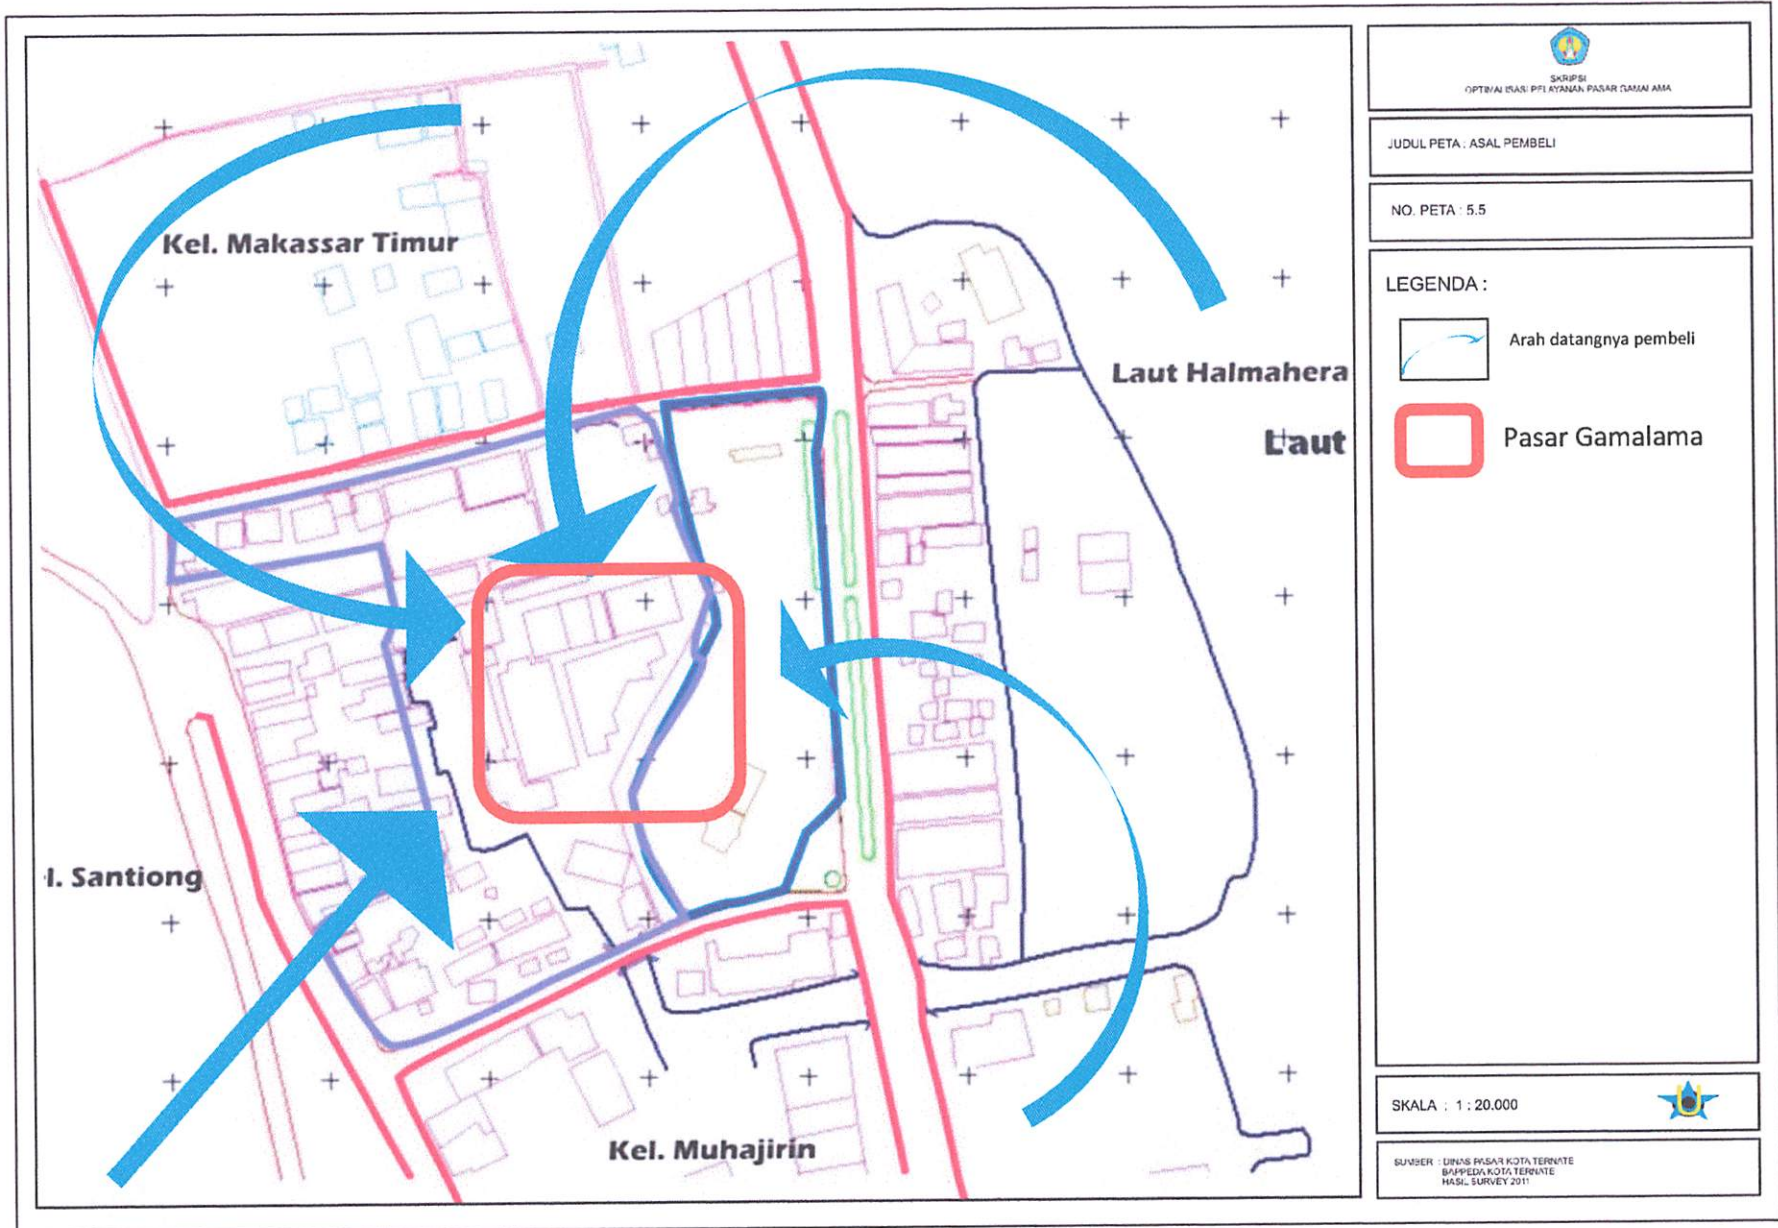 Kel. Makassar Timur
Laut Halmahera
Laut
l. Santiong
Kel. Muhajirin
SKRIPSI
OPTIMALISASI PELAYANAN PASAR GAMALAMA
JUDUL PETA : ASAL PEMBELI
NO. PETA : 5.5
LEGENDA :
Arah datangnya pembeli
Pasar Gamalama
SKALA : 1 : 20.000
SUMBER : DINAS PASAR KOTA TERNATE
BAPPEDA KOTA TERNATE
HASIL SURVEY 2011